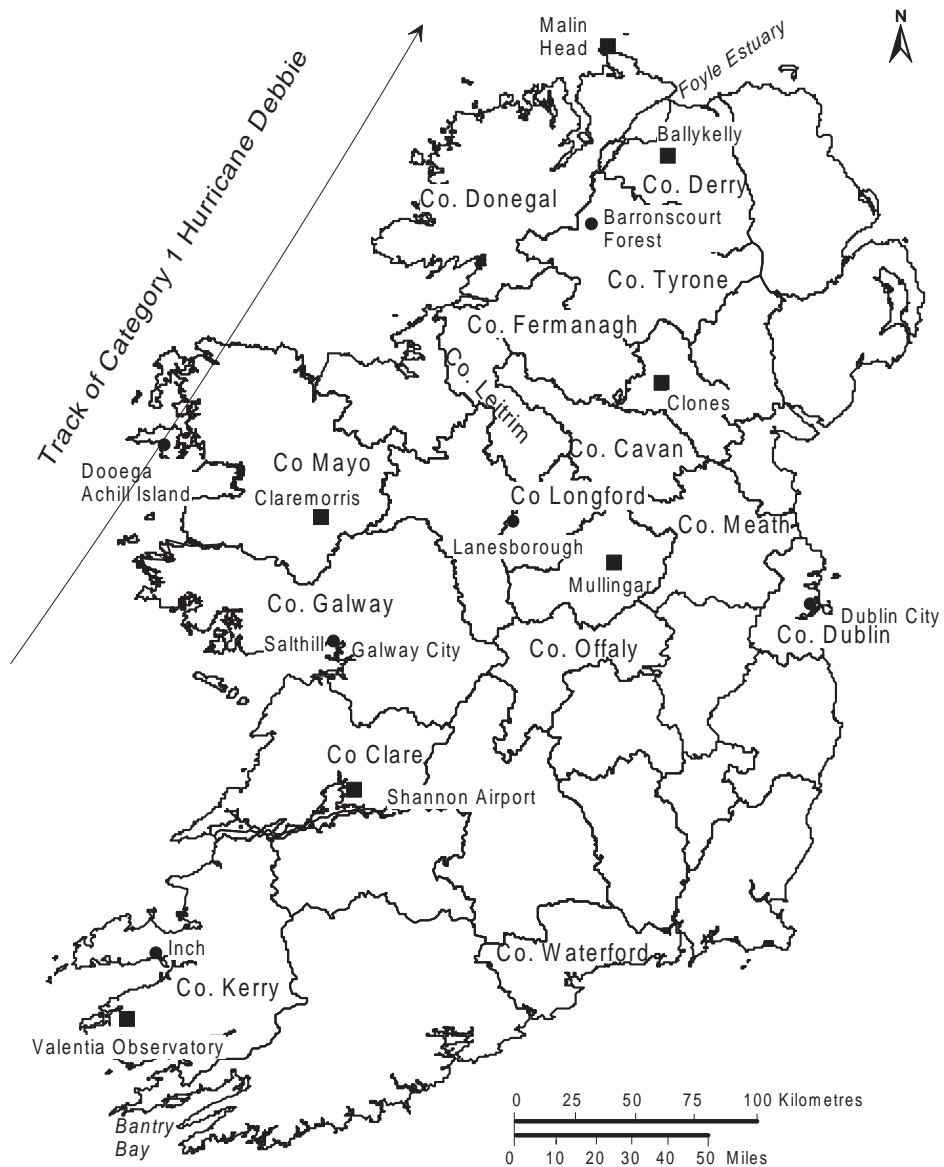 Malin
Head
N
Foyle Estuary
Track of Category 1 Hurricane Debbie
Ballykelly
Co. Derry
Co. Donegal
Barronscourt
Forest
Co. Tyrone
Co. Fermanagh
Co. Leitrim
Clones
Co. Cavan
Dooega
Achill Island
Co Mayo
Claremorris
Co Longford
Lanesborough
Co. Meath
Mullingar
Co. Galway
Dublin City
Co. Dublin
Salthill
Galway City
Co. Offaly
Co Clare
Shannon Airport
Inch
Co. Waterford
Co. Kerry
Valentia Observatory
Bantry
Bay
0 25 50 75 100 Kilometres
0 10 20 30 40 50 Miles